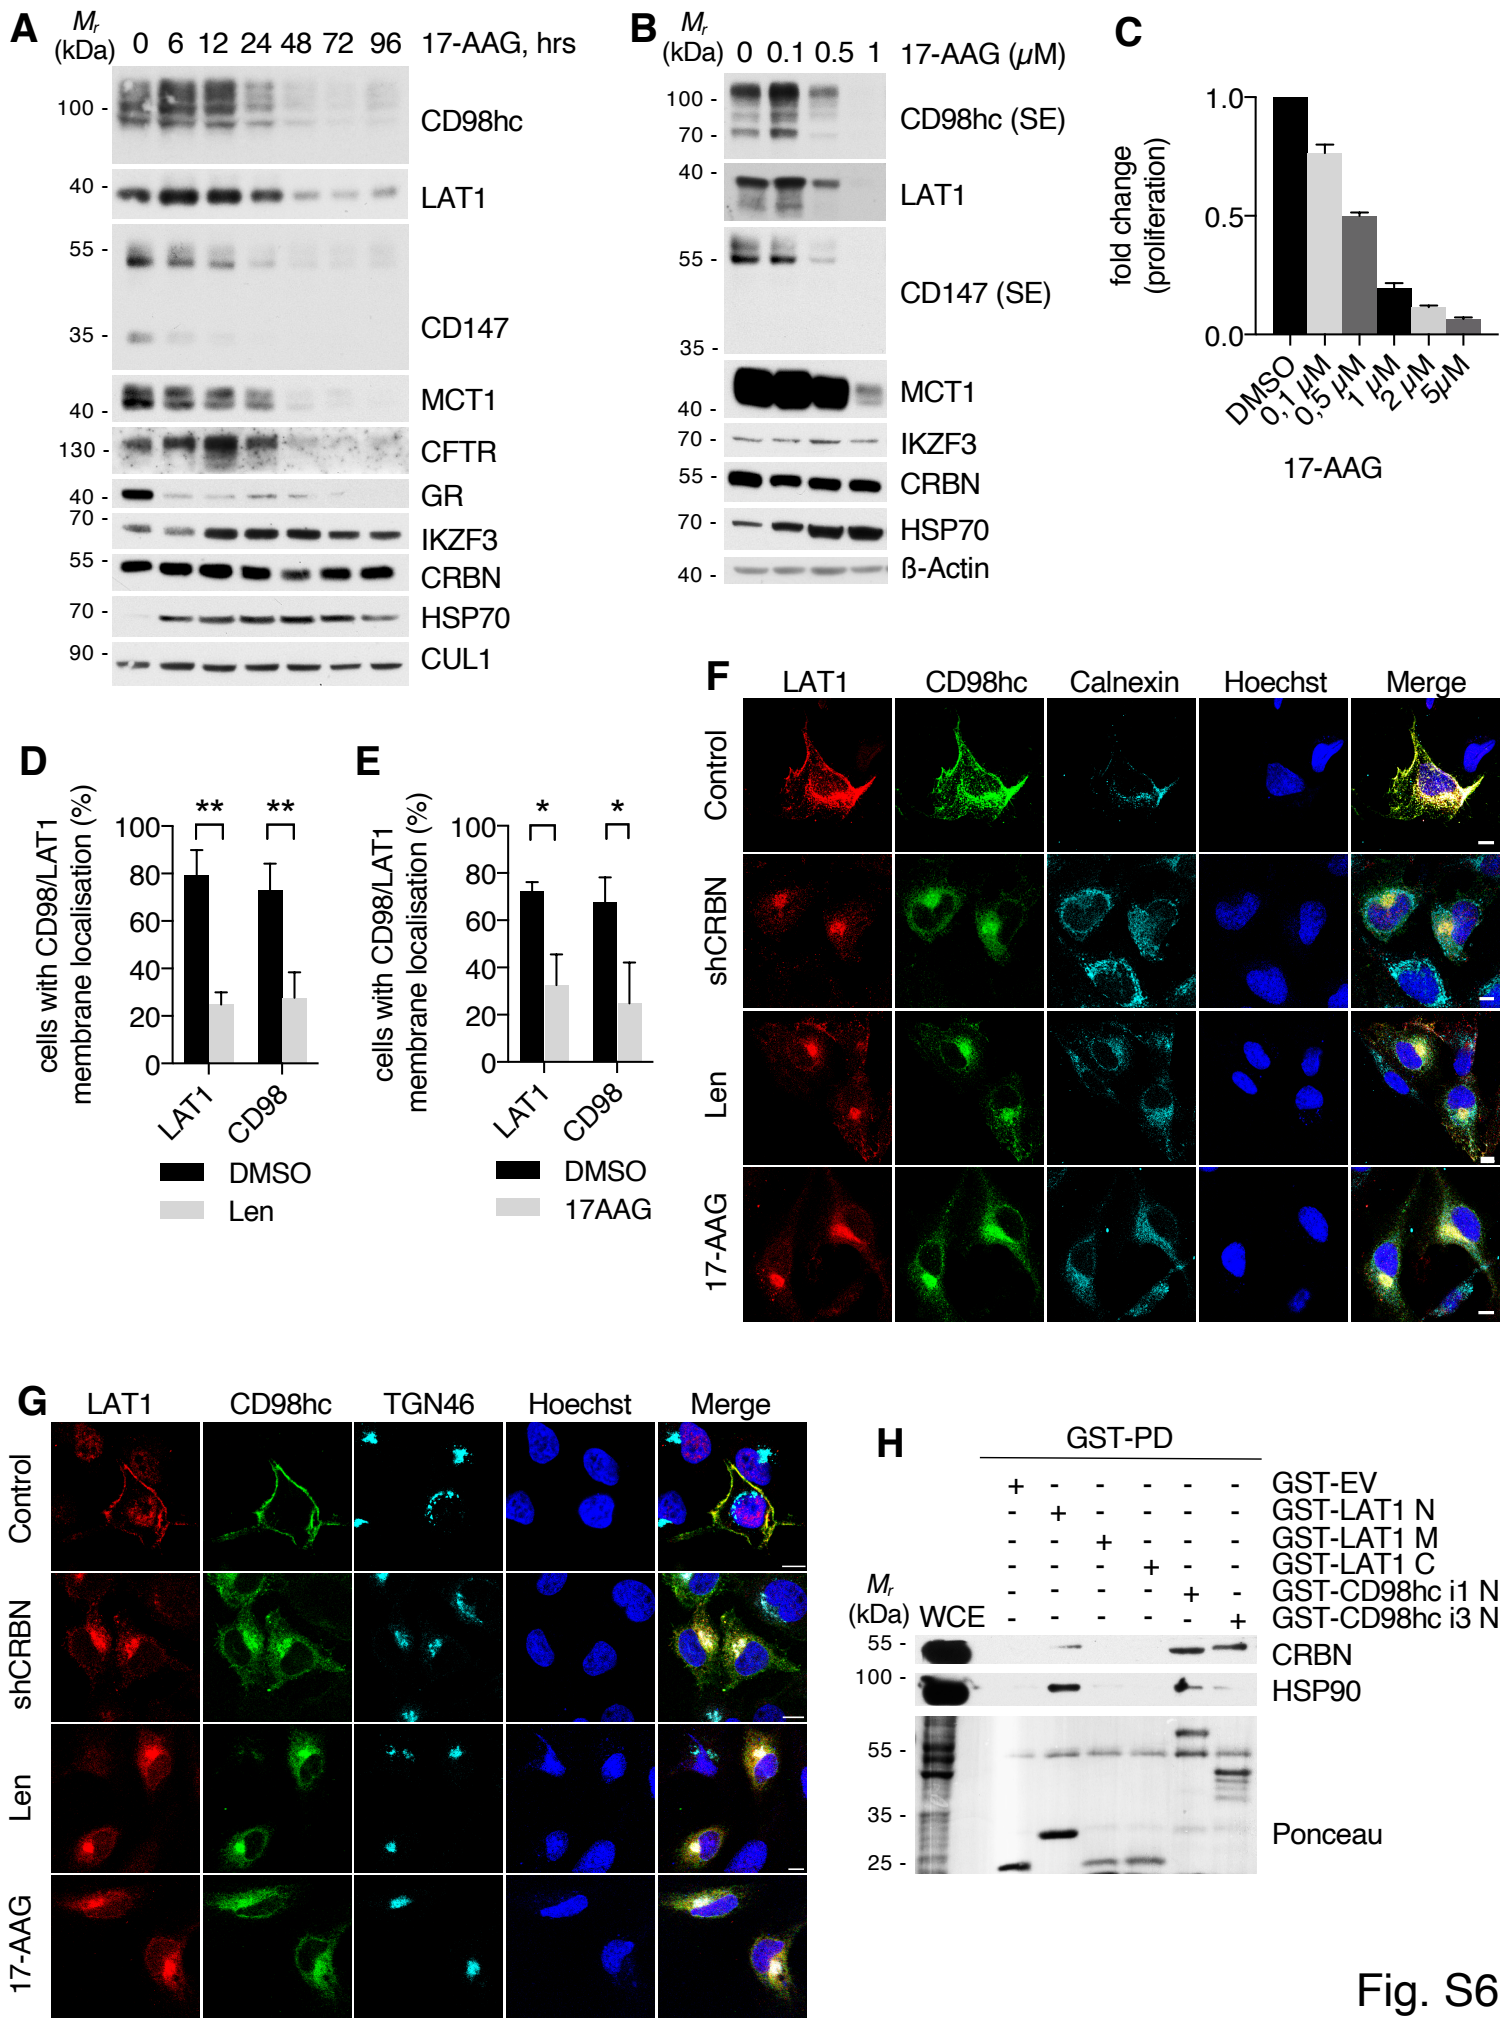 A
Mr
(kDa) 0 6 12 24 48 72 96 17-AAG, hrs
100 - CD98hc
40 - LAT1
55 -
35 - CD147
40 - MCT1
130 - CFTR
40 - GR
70 - IKZF3
55 - CRBN
70 - HSP70
90 - CUL1
B
Mr
(kDa) 0 0.1 0.5 1 17-AAG (µM)
100 - CD98hc (SE)
70 -
40 - LAT1
55 - CD147 (SE)
35 -
40 - MCT1
70 - IKZF3
55 - CRBN
70 - HSP70
40 - ß-Actin
C
fold change
(proliferation)
1.0
0.5
0.0
DMSO 0,1 µM 0,5 µM 1 µM 2 µM 5µM
17-AAG
D
cells with CD98/LAT1
membrane localisation (%)
** **
100
80
60
40
20
0
LAT1 CD98
DMSO
Len
E
cells with CD98/LAT1
membrane localisation (%)
* *
100
80
60
40
20
0
LAT1 CD98
DMSO
17AAG
F
LAT1 CD98hc Calnexin Hoechst Merge
Control
shCRBN
Len
17-AAG
G
LAT1 CD98hc TGN46 Hoechst Merge
Control
shCRBN
Len
17-AAG
H
GST-PD
+ - - - - - GST-EV
- + - - - - GST-LAT1 N
- - + - - - GST-LAT1 M
- - - + - - GST-LAT1 C
- - - - + - GST-CD98hc i1 N
- - - - - + GST-CD98hc i3 N
Mr
(kDa) WCE
55 - CRBN
100 - HSP90
55 -
35 - Ponceau
25 -
Fig. S6